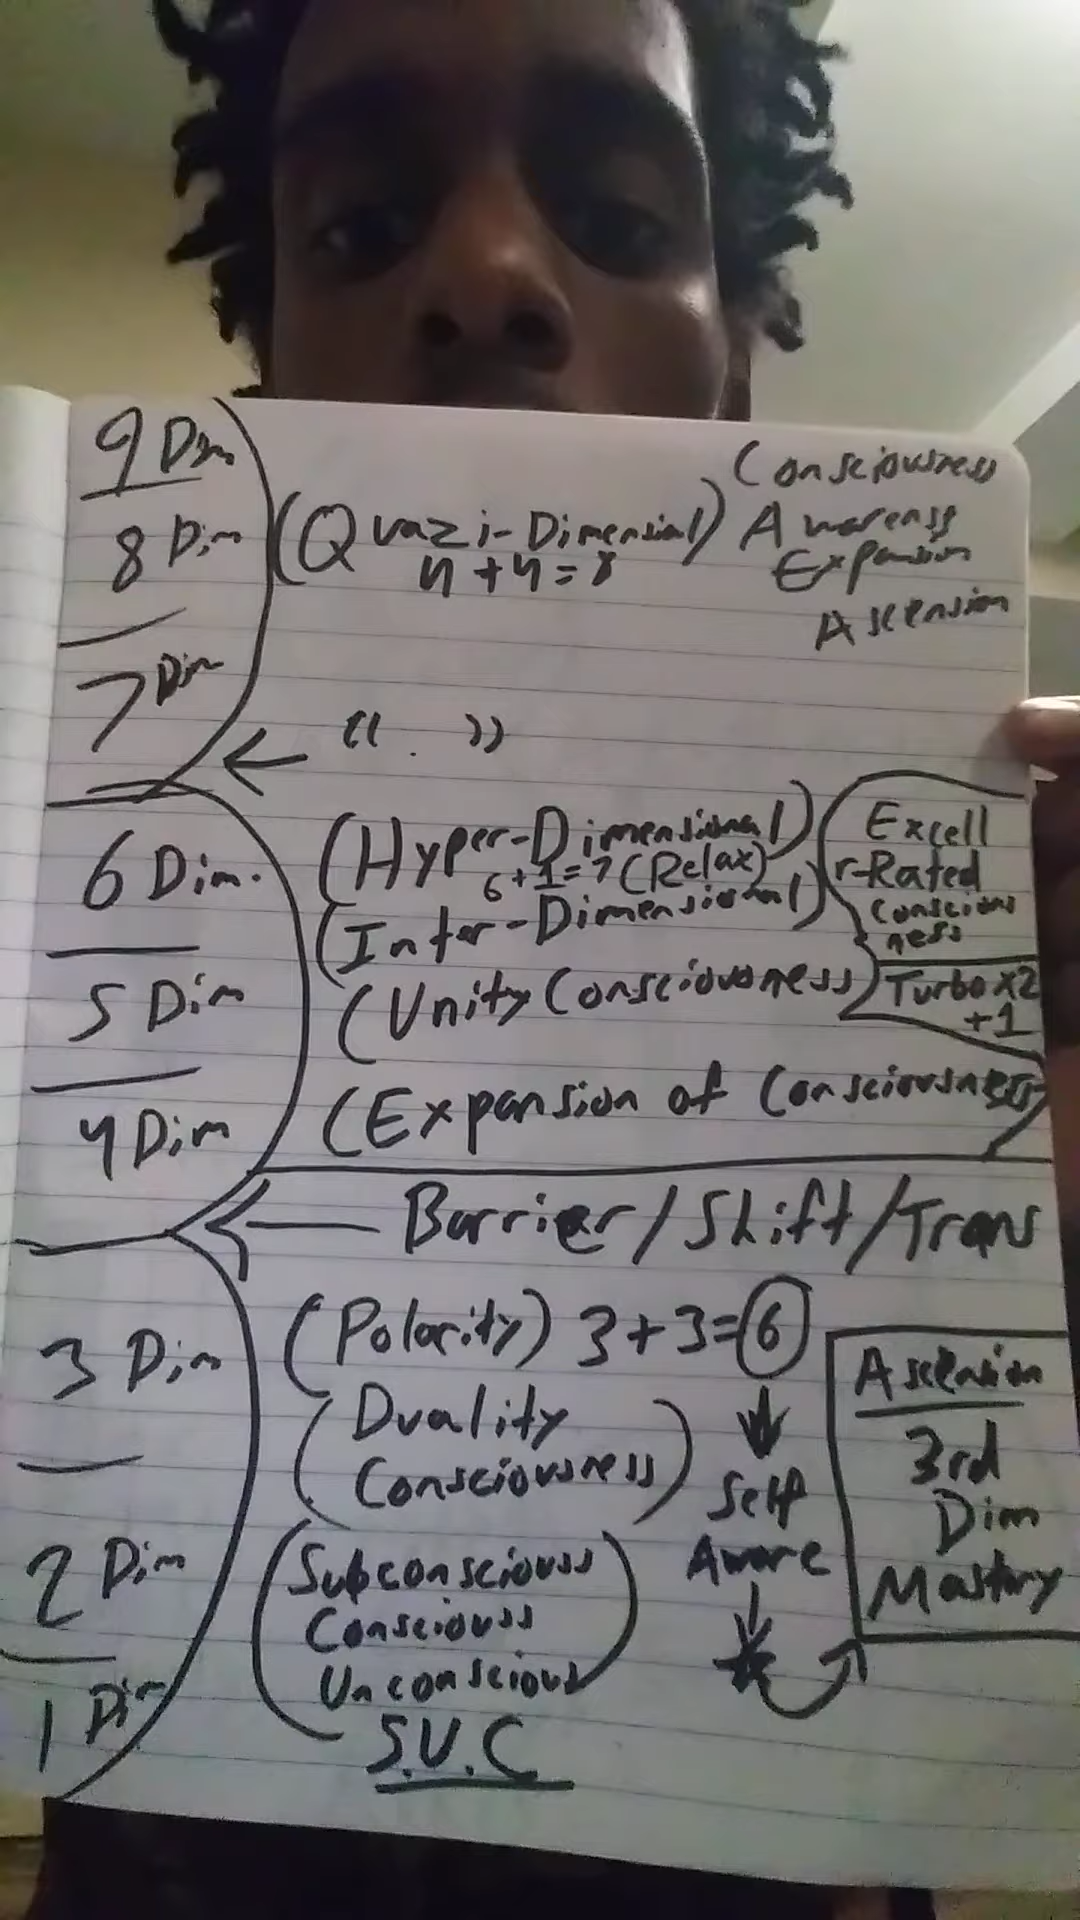 9 Dim
8 Dim
7 Dim
(Quazi-Dimensial)
4+4=8
Consciousness
Awarenss
Expansion
Ascension
" . "
6 Dim.
5 Dim
4 Dim
(Hyper-Dimensional)
6+1=7 (Relax)
(Inter-Dimensional)
(Unity Consciousness)
(Expansion of Consciousness)
Excell
r-Rated
Conscious
ness
Turbo x2
+1
Barrier/Shift/Trans
3 Dim
2 Dim
1 Dim
(Polarity) 3+3=6
(Duality
Consciousness)
(Subconsciouss
Consciouss
Unconscious)
S.U.C
Self
Aware
Ascension
3rd
Dim
Mastery